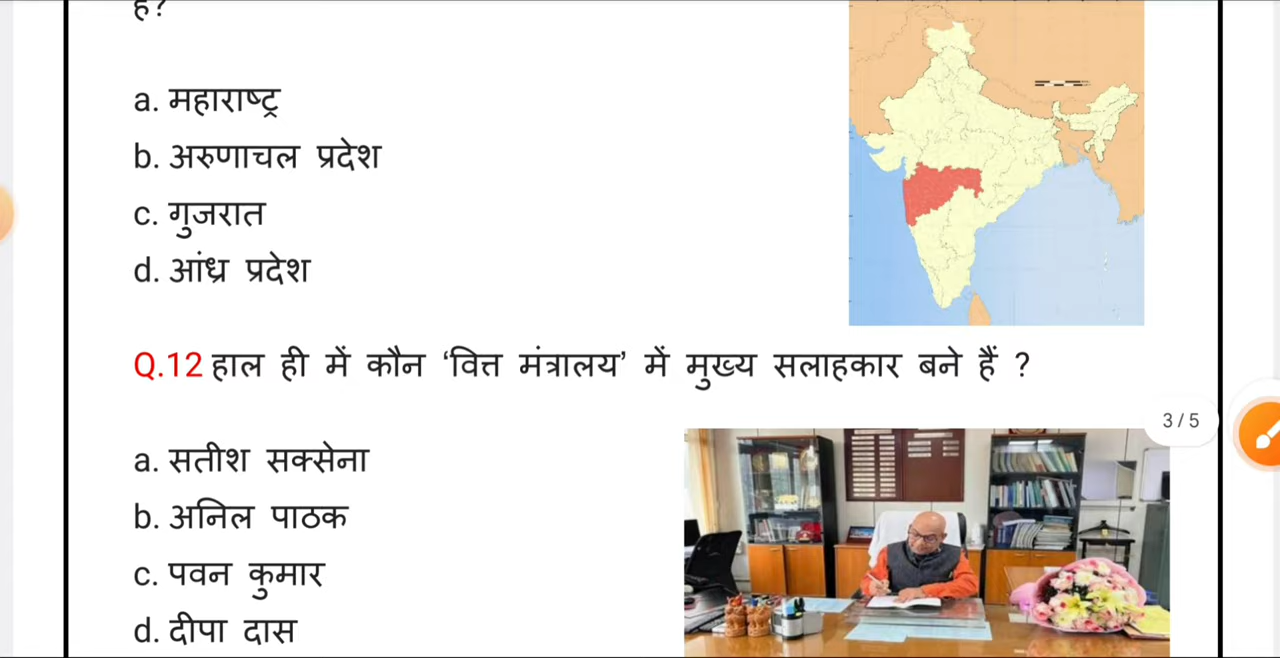 है?
a. महाराष्ट्र
b. अरुणाचल प्रदेश
c. गुजरात
d. आंध्र प्रदेश
Q.12 हाल ही में कौन ‘वित्त मंत्रालय’ में मुख्य सलाहकार बने हैं ?
3 / 5
a. सतीश सक्सेना
b. अनिल पाठक
c. पवन कुमार
d. दीपा दास